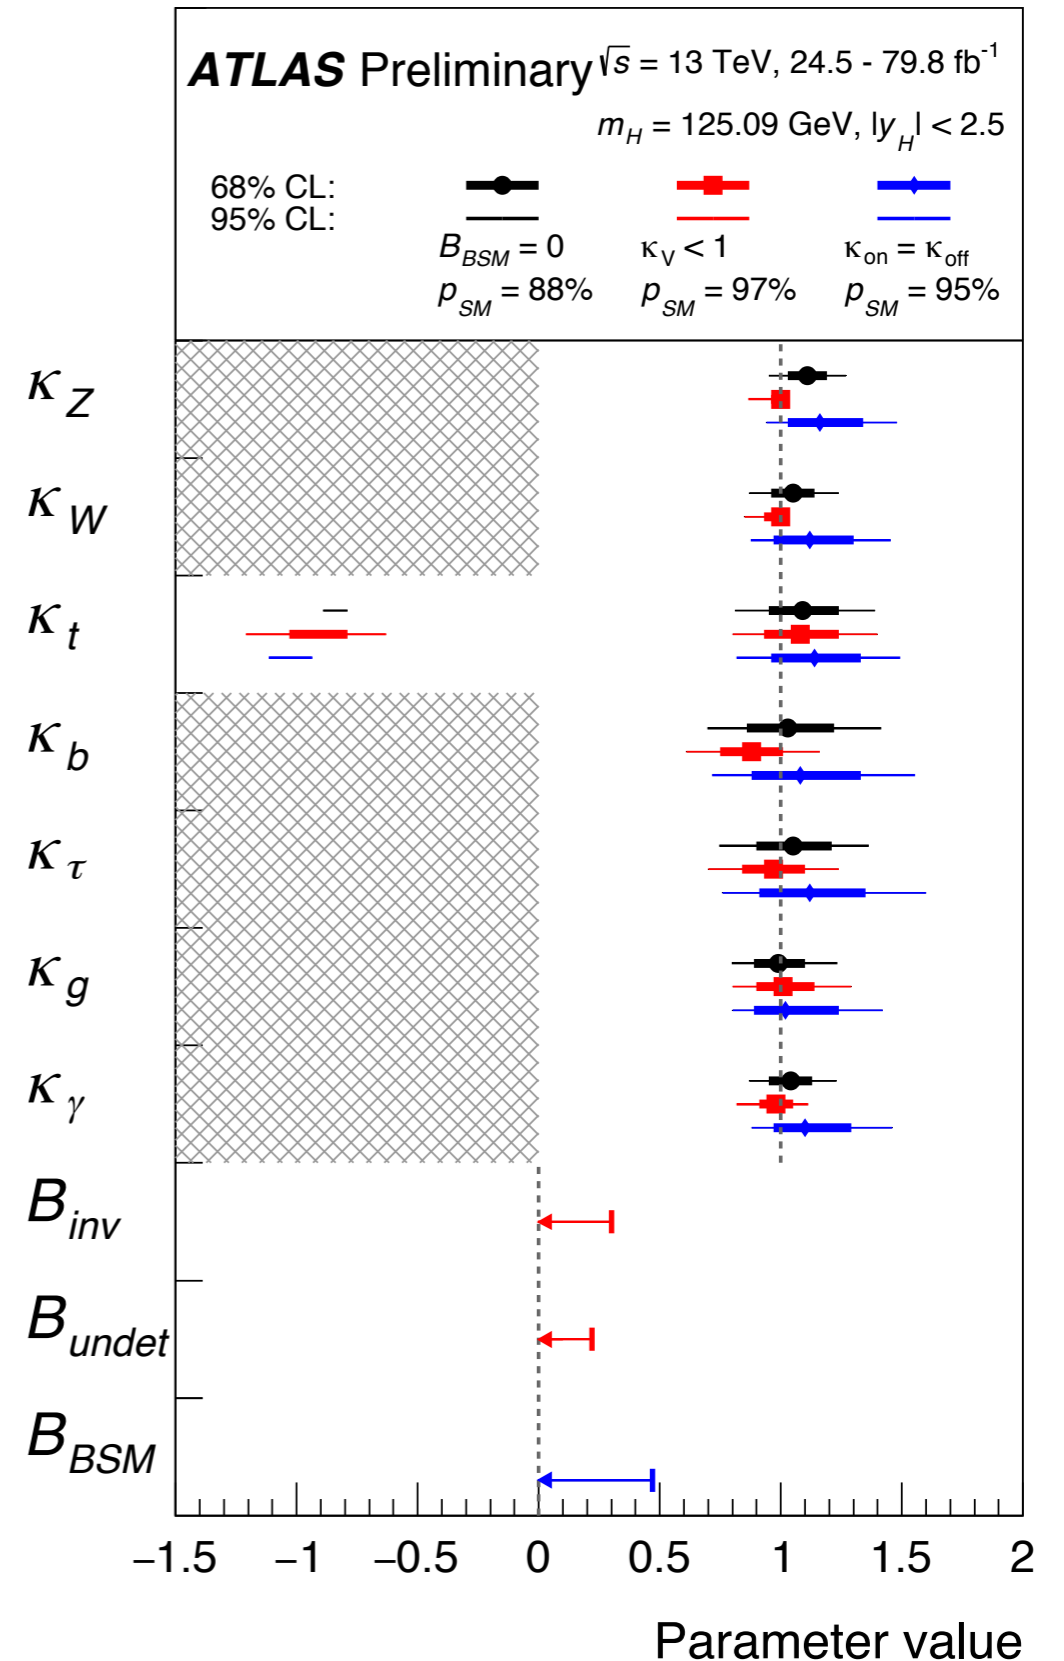 ATLAS Preliminary √s = 13 TeV, 24.5 - 79.8 fb⁻¹
m_H = 125.09 GeV, |y_H| < 2.5
68% CL:
95% CL:
B_BSM = 0 κ_V < 1 κ_on = κ_off
p_SM = 88% p_SM = 97% p_SM = 95%
κ_Z
κ_W
κ_t
κ_b
κ_τ
κ_g
κ_γ
B_inv
B_undet
B_BSM
−1.5 −1 −0.5 0 0.5 1 1.5 2
Parameter value